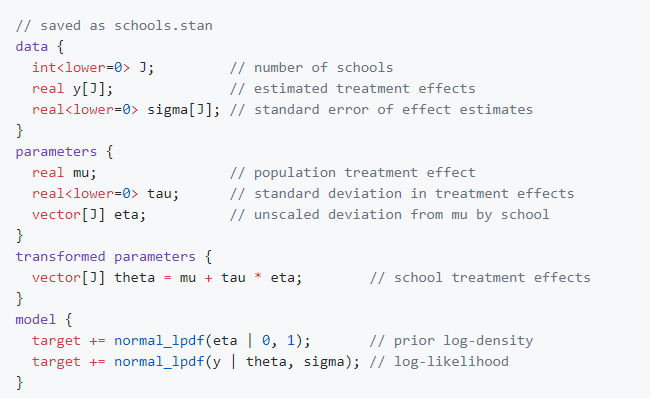 // saved as schools.stan
data {
  int<lower=0> J;         // number of schools
  real y[J];              // estimated treatment effects
  real<lower=0> sigma[J]; // standard error of effect estimates
}
parameters {
  real mu;                // population treatment effect
  real<lower=0> tau;      // standard deviation in treatment effects
  vector[J] eta;          // unscaled deviation from mu by school
}
transformed parameters {
  vector[J] theta = mu + tau * eta;        // school treatment effects
}
model {
  target += normal_lpdf(eta | 0, 1);       // prior log-density
  target += normal_lpdf(y | theta, sigma); // log-likelihood
}